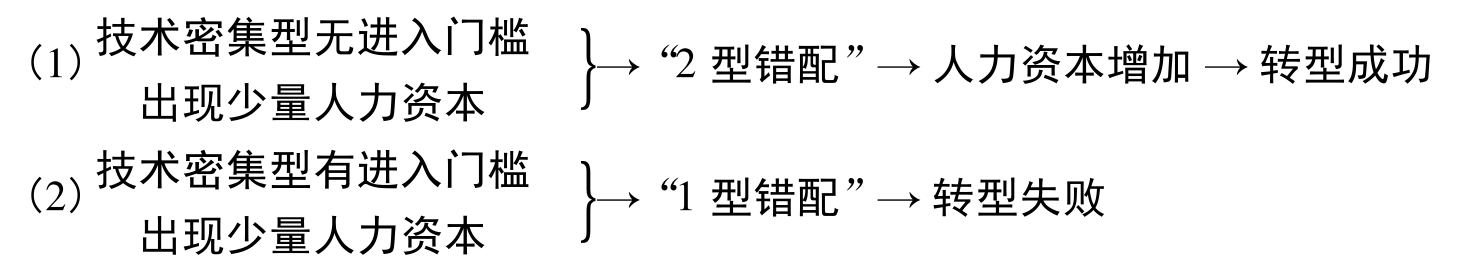 (1) 技术密集型无进入门槛
出现少量人力资本
}→ “2 型错配” → 人力资本增加 → 转型成功
(2) 技术密集型有进入门槛
出现少量人力资本
}→ “1 型错配” → 转型失败